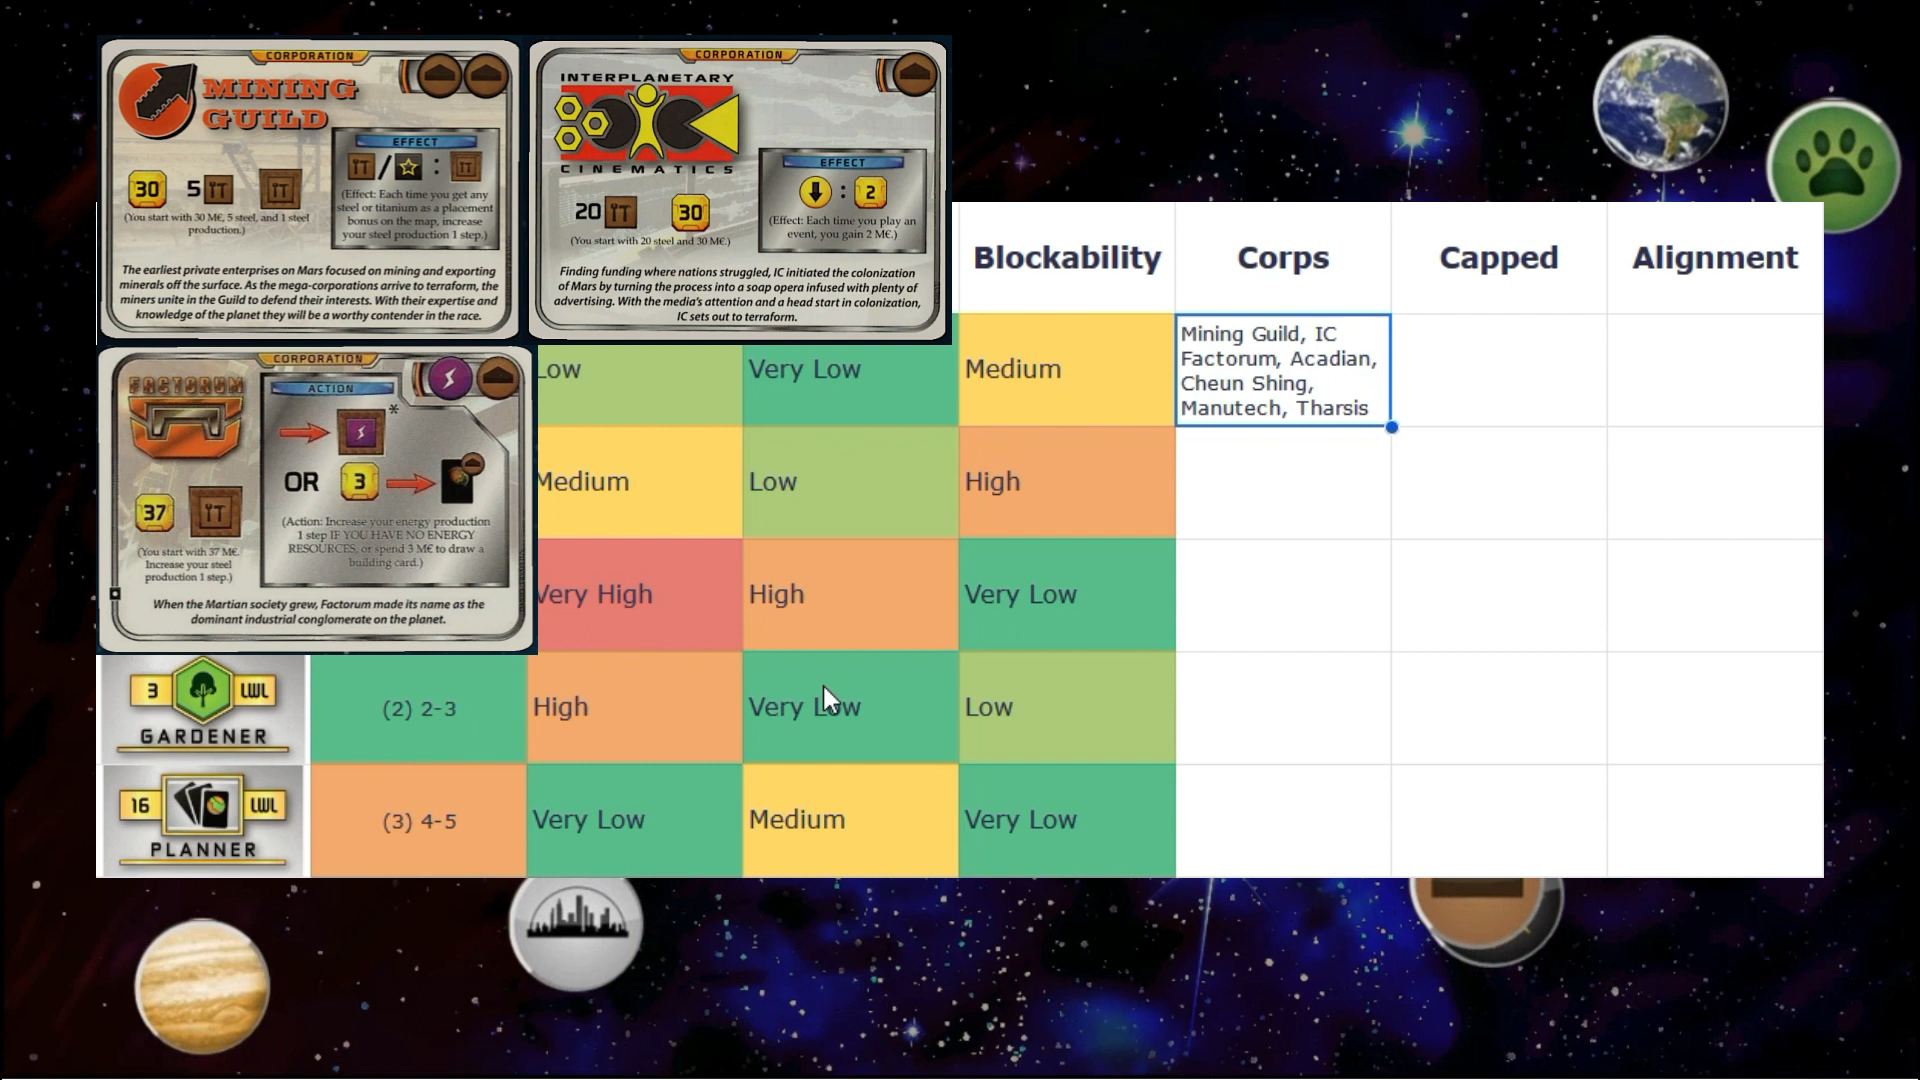 CORPORATION
MINING
GUILD
30
5
(You start with 30 M€, 5 steel, and 1 steel
production.)
EFFECT
/ :
(Effect: Each time you get any
steel or titanium as a placement
bonus on the map, increase
your steel production 1 step.)
The earliest private enterprises on Mars focused on mining and exporting
minerals off the surface. As the mega-corporations arrive to terraform, the
miners unite in the Guild to defend their interests. With their expertise and
knowledge of the planet they will be a worthy contender in the race.
CORPORATION
INTERPLANETARY
CINEMATICS
20
30
(You start with 20 steel and 30 M€.)
EFFECT
: 2
(Effect: Each time you play an
event, you gain 2 M€.)
Finding funding where nations struggled, IC initiated the colonization
of Mars by turning the process into a soap opera infused with plenty of
advertising. With the media's attention and a head start in colonization,
IC sets out to terraform.
CORPORATION
FACTORUM
37
(You start with 37 M€.
Increase your steel
production 1 step.)
ACTION
*
OR 3
(Action: Increase your energy production
1 step IF YOU HAVE NO ENERGY
RESOURCES, or spend 3 M€ to draw a
building card.)
When the Martian society grew, Factorum made its name as the
dominant industrial conglomerate on the planet.
Blockability Corps Capped Alignment
Low Very Low Medium
Mining Guild, IC
Factorum, Acadian,
Cheun Shing,
Manutech, Tharsis
Medium Low High
Very High High Very Low
3 LWL
GARDENER
(2) 2-3 High Very Low Low
16 LWL
PLANNER
(3) 4-5 Very Low Medium Very Low